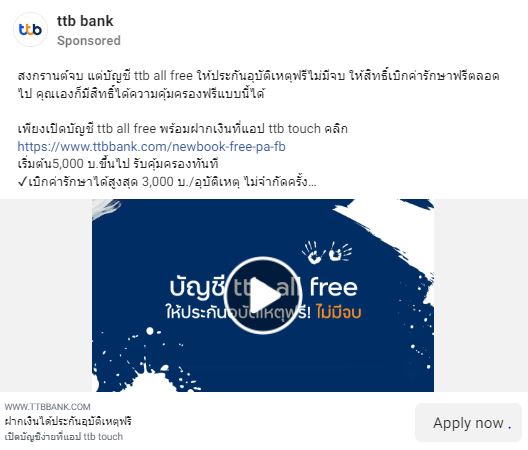 ttb
ttb bank
Sponsored
สงกรานต์จบ แต่บัญชี ttb all free ให้ประกันอุบัติเหตุฟรีไม่มีจบ ให้สิทธิ์เบิกค่ารักษาฟรีตลอด
ไป คุณเองก็มีสิทธิ์ได้ความคุ้มครองฟรีแบบนี้ได้
เพียงเปิดบัญชี ttb all free พร้อมฝากเงินที่แอป ttb touch คลิก
https://www.ttbbank.com/newbook-free-pa-fb
เริ่มต้น5,000 บ.ขึ้นไป รับคุ้มครองทันที
✓เบิกค่ารักษาได้สูงสุด 3,000 บ./อุบัติเหตุ ไม่จำกัดครั้ง...
บัญชี ttb all free
ให้ประกันอุบัติเหตุฟรี! ไม่มีจบ
WWW.TTBBANK.COM
ฝากเงินได้ประกันอุบัติเหตุฟรี
เปิดบัญชีง่ายที่แอป ttb touch
Apply now .